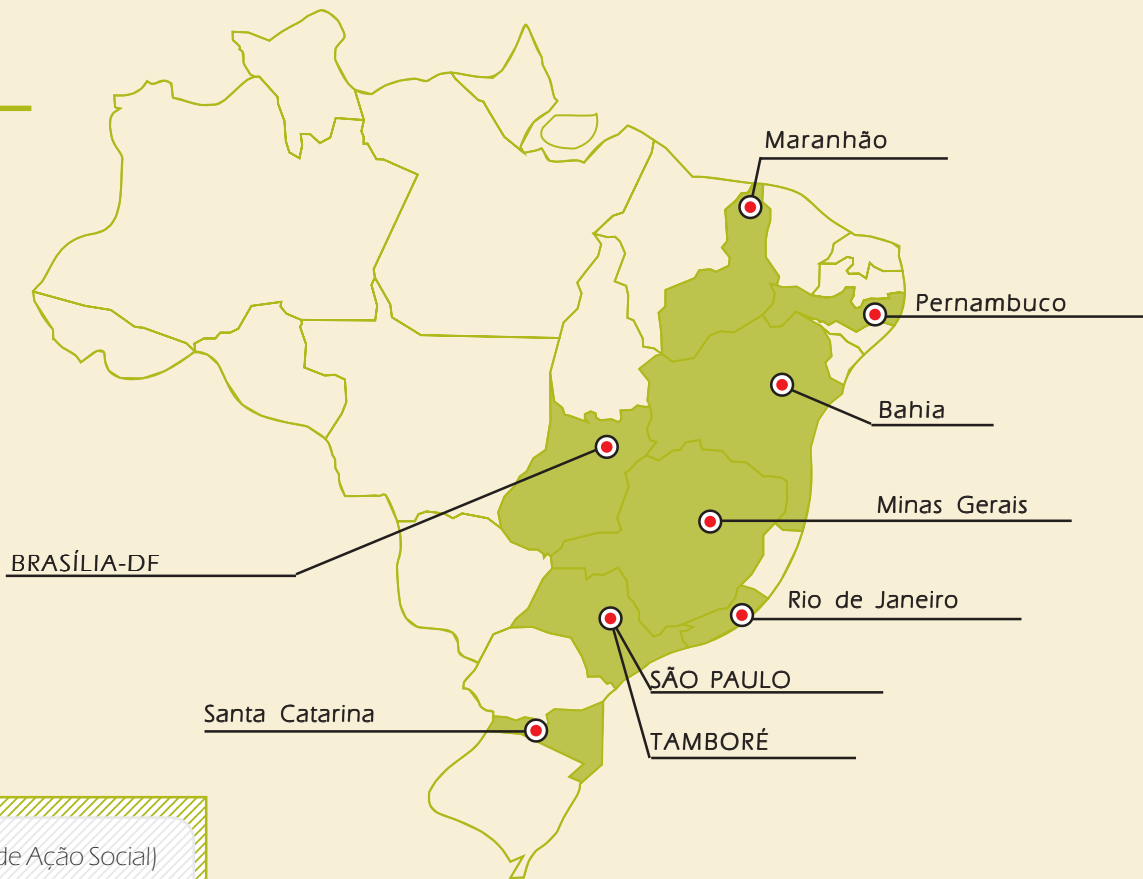 Maranhão
Pernambuco
Bahia
Minas Gerais
BRASÍLIA-DF
Rio de Janeiro
SÃO PAULO
Santa Catarina
TAMBORÉ
de Ação Social)